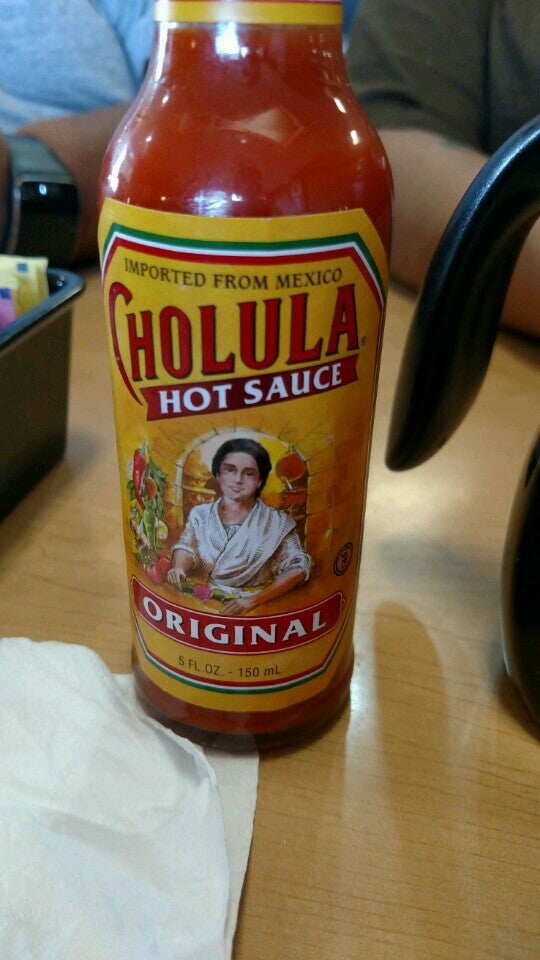 IMPORTED FROM MEXICO
CHOLULA®
HOT SAUCE
ORIGINAL
5 FL.OZ. - 150 mL